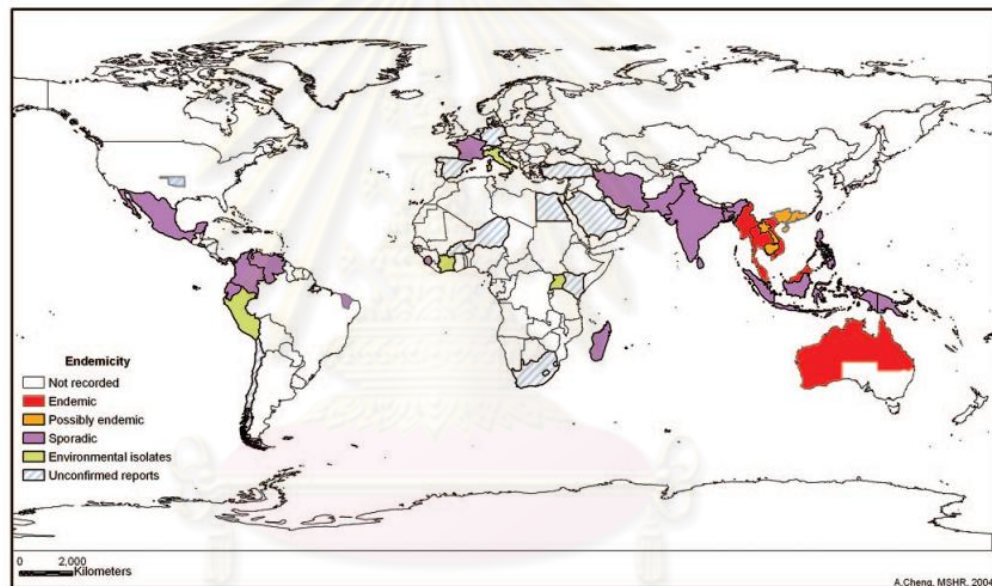 Endemicity
Not recorded
Endemic
Possibly endemic
Sporadic
Environmental isolates
Unconfirmed reports
0 2,000
Kilometers
A.Cheng, MSHR, 2004